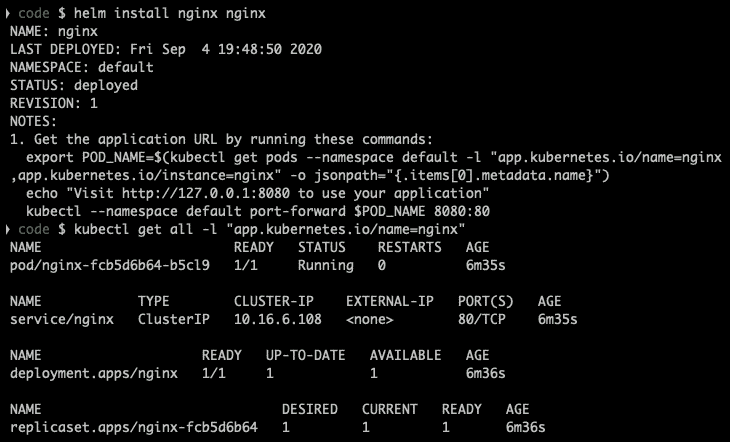 code $ helm install nginx nginx
NAME: nginx
LAST DEPLOYED: Fri Sep  4 19:48:50 2020
NAMESPACE: default
STATUS: deployed
REVISION: 1
NOTES:
1. Get the application URL by running these commands:
  export POD_NAME=$(kubectl get pods --namespace default -l "app.kubernetes.io/name=nginx
,app.kubernetes.io/instance=nginx" -o jsonpath="{.items[0].metadata.name}")
  echo "Visit http://127.0.0.1:8080 to use your application"
  kubectl --namespace default port-forward $POD_NAME 8080:80
code $ kubectl get all -l "app.kubernetes.io/name=nginx"
NAME                        READY   STATUS    RESTARTS   AGE
pod/nginx-fcb5d6b64-b5cl9   1/1     Running   0          6m35s
NAME            TYPE        CLUSTER-IP    EXTERNAL-IP   PORT(S)   AGE
service/nginx   ClusterIP   10.16.6.108   <none>        80/TCP    6m35s
NAME                    READY   UP-TO-DATE   AVAILABLE   AGE
deployment.apps/nginx   1/1     1            1           6m36s
NAME                              DESIRED   CURRENT   READY   AGE
replicaset.apps/nginx-fcb5d6b64   1         1         1       6m36s